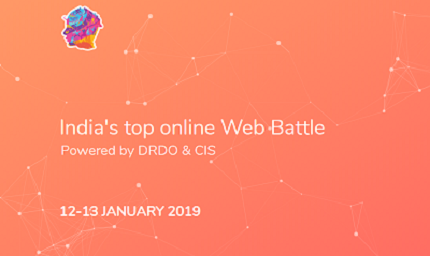 India's top online Web Battle
Powered by DRDO & CIS
12-13 JANUARY 2019